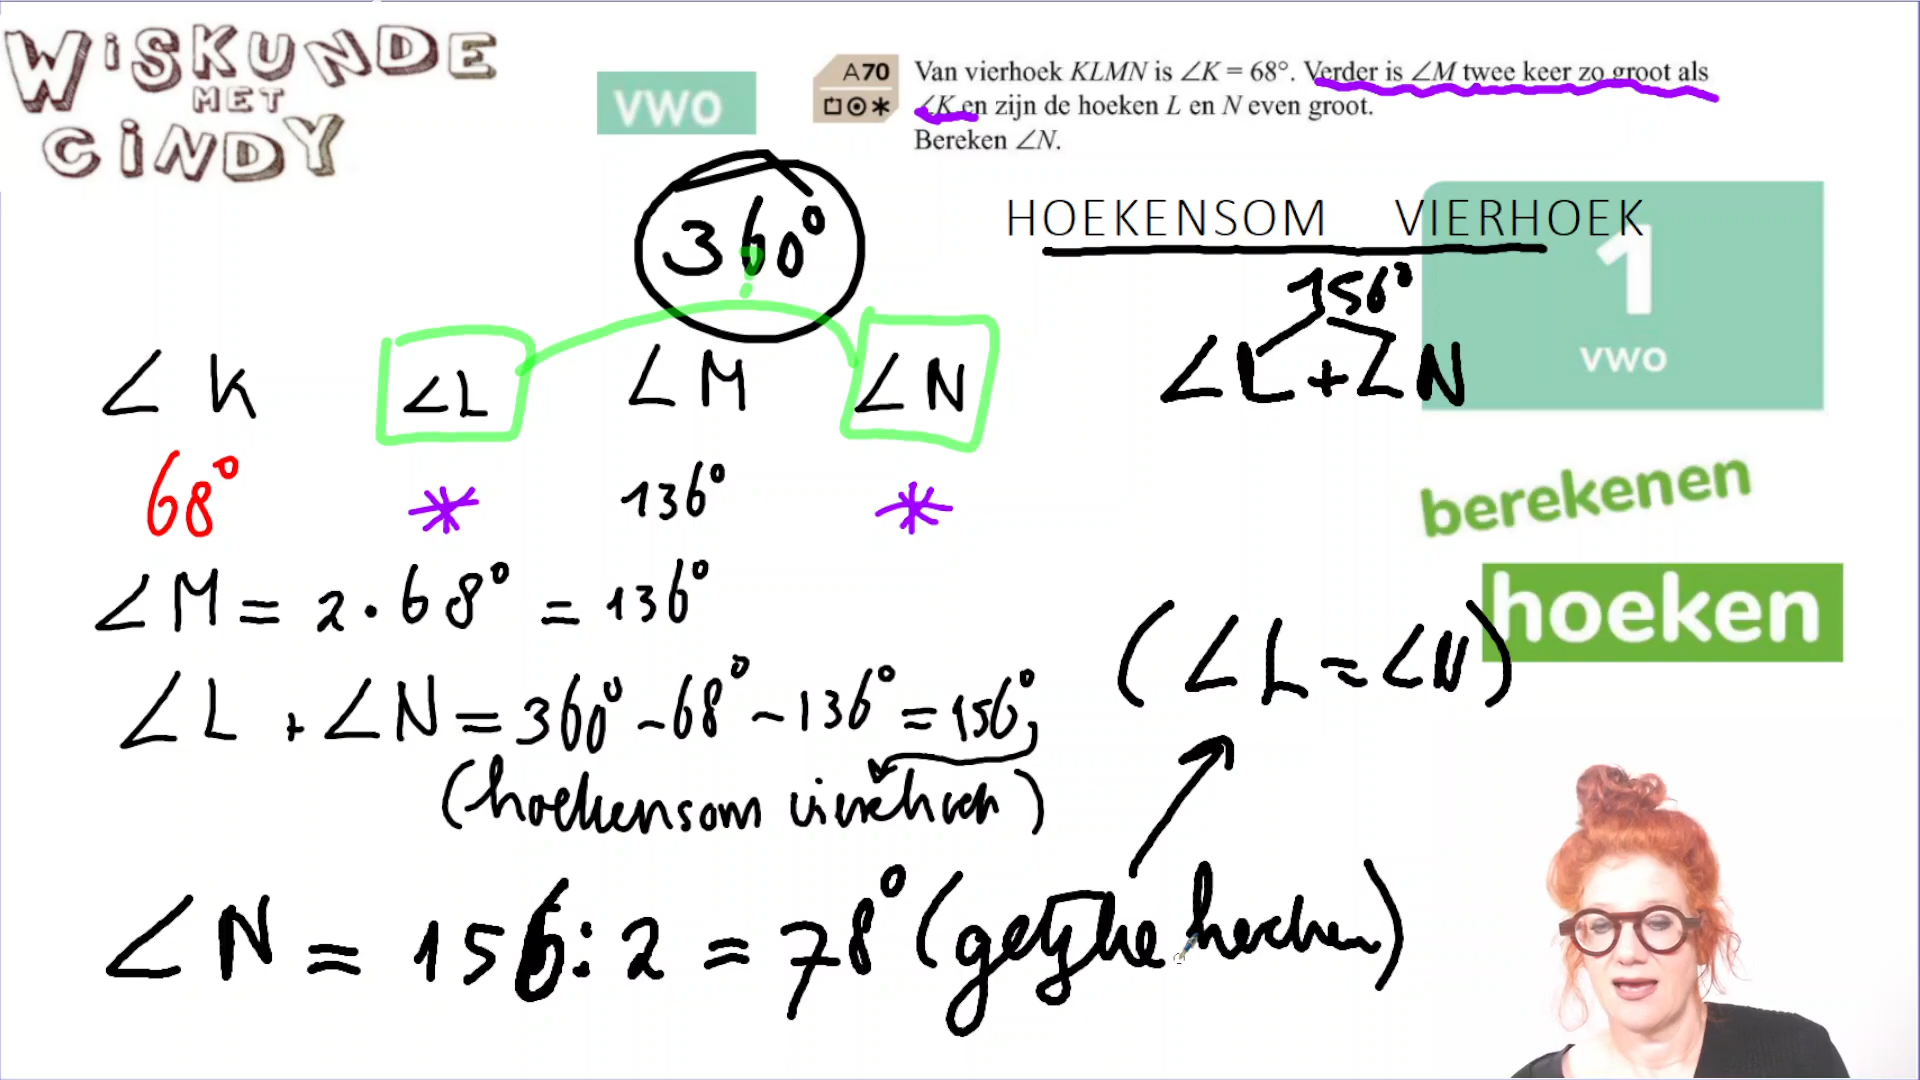 WiSKUNDE
MET
CiNDY
vwo
A70
Van vierhoek KLMN is ∠K = 68°. Verder is ∠M twee keer zo groot als
∠K en zijn de hoeken L en N even groot.
Bereken ∠N.
HOEKENSOM VIERHOEK
1
vwo
360°
156°
∠L + ∠N
∠K ∠L ∠M ∠N
68° * 136° *
berekenen
hoeken
∠M = 2 · 68° = 136°
(∠L = ∠N)
∠L + ∠N = 360° - 68° - 136° = 156°,
(hoekensom vierhoek)
∠N = 156 : 2 = 78° (gelijke hoeken)